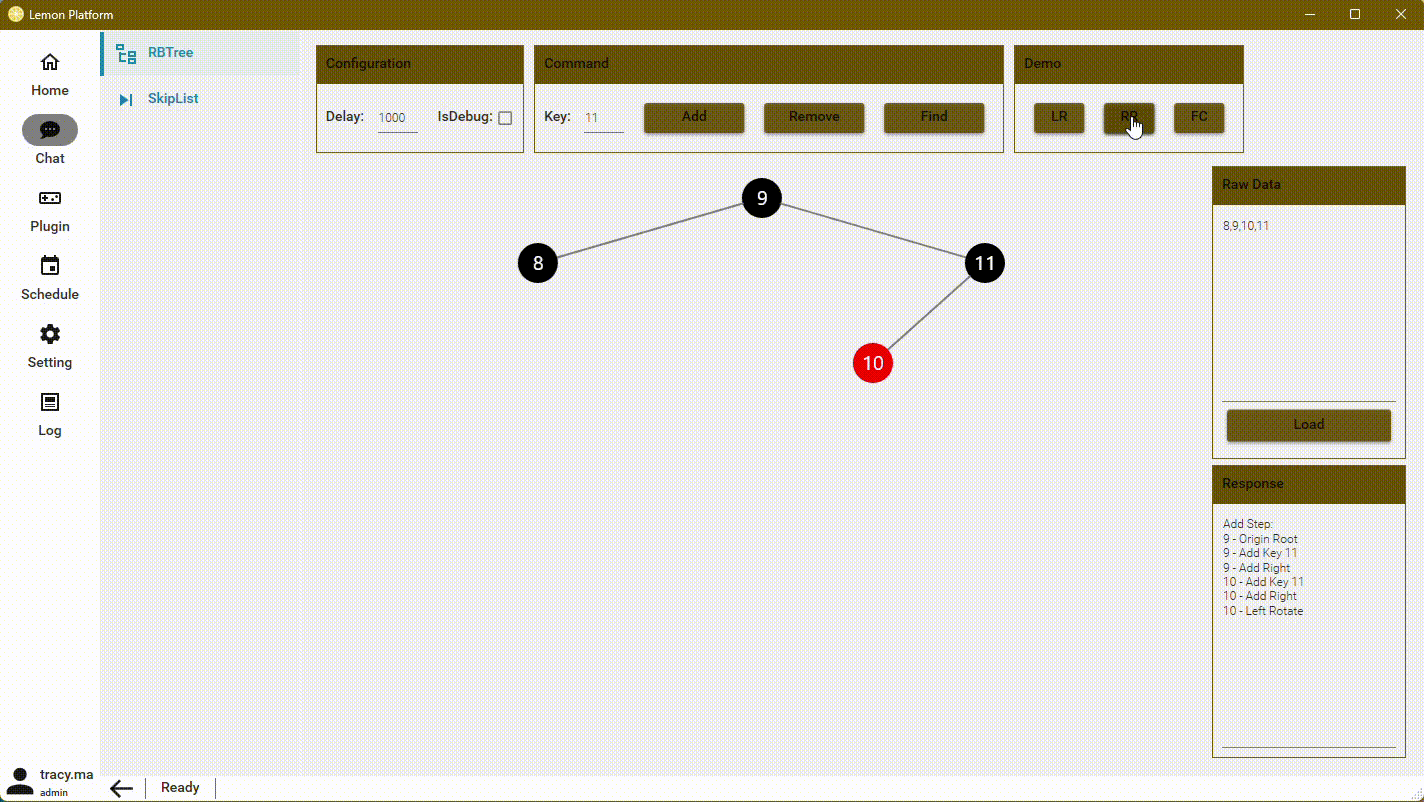 Lemon Platform
Home
Chat
Plugin
Schedule
Setting
Log
tracy.ma
admin
RBTree
SkipList
Configuration
Delay: 1000 IsDebug:
Command
Key: 11 Add Remove Find
Demo
LR RR FC
9
8
11
10
Raw Data
8,9,10,11
Load
Response
Add Step:
9 - Origin Root
9 - Add Key 11
9 - Add Right
10 - Add Key 11
10 - Add Right
10 - Left Rotate
Ready